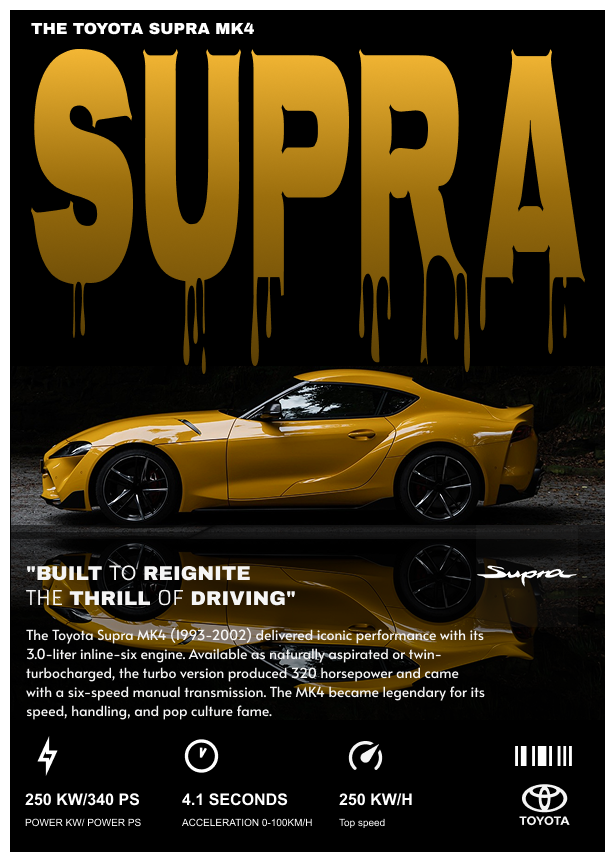 THE TOYOTA SUPRA MK4
SUPRA
"BUILT TO REIGNITE
THE THRILL OF DRIVING"
Supra
The Toyota Supra MK4 (1993-2002) delivered iconic performance with its
3.0-liter inline-six engine. Available as naturally aspirated or twin-
turbocharged, the turbo version produced 320 horsepower and came
with a six-speed manual transmission. The MK4 became legendary for its
speed, handling, and pop culture fame.
250 KW/340 PS
POWER KW/ POWER PS
4.1 SECONDS
ACCELERATION 0-100KM/H
250 KW/H
Top speed
TOYOTA